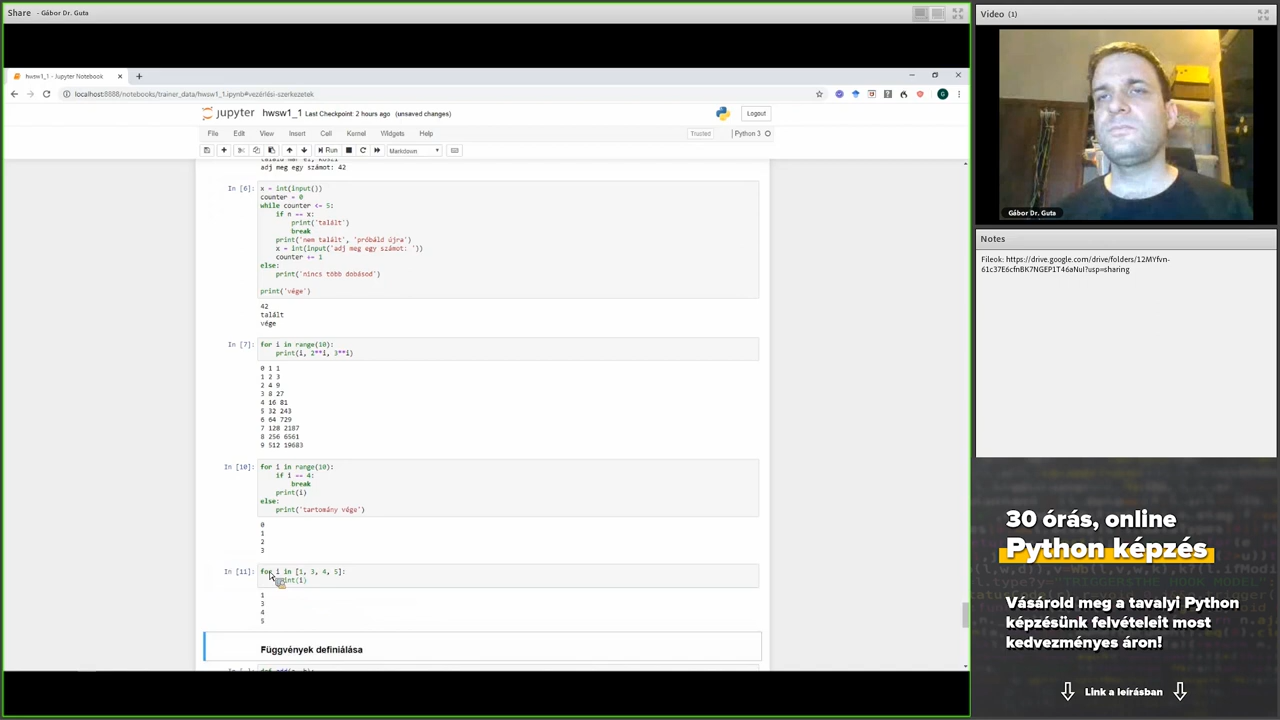 Share - Gábor Dr. Guta
hwsw1_1 - Jupyter Notebook
localhost:8888/notebooks/trainer_data/hwsw1_1.ipynb#vezérlési-szerkezetek
jupyter hwsw1_1 Last Checkpoint: 2 hours ago (unsaved changes)
Logout
File Edit View Insert Cell Kernel Widgets Help
Trusted Python 3
Run Markdown
adj meg egy számot: 42
In [6]: x = int(input())
counter = 0
while counter <= 5:
if n == x:
print('talált')
break
print('nem talált', 'próbáld újra')
x = int(input('adj meg egy számot: '))
counter += 1
else:
print('nincs több dobásod')
print('vége')
42
talált
vége
In [7]: for i in range(10):
print(i, 2**i, 3**i)
0 1 1
1 2 3
2 4 9
3 8 27
4 16 81
5 32 243
6 64 729
7 128 2187
8 256 6561
9 512 19683
In [10]: for i in range(10):
if i == 4:
break
print(i)
else:
print('tartomány vége')
0
1
2
3
In [11]: for i in [1, 3, 4, 5]:
print(i)
1
3
4
5
Függvények definiálása
Video (1)
Gábor Dr. Guta
Notes
Fileok: https://drive.google.com/drive/folders/12MYfvn-
61c37E6cfnBK7NGEP1T46aNuI?usp=sharing
30 órás, online
Python képzés
Vásárold meg a tavalyi Python
képzésünk felvételeit most
kedvezményes áron!
Link a leírásban